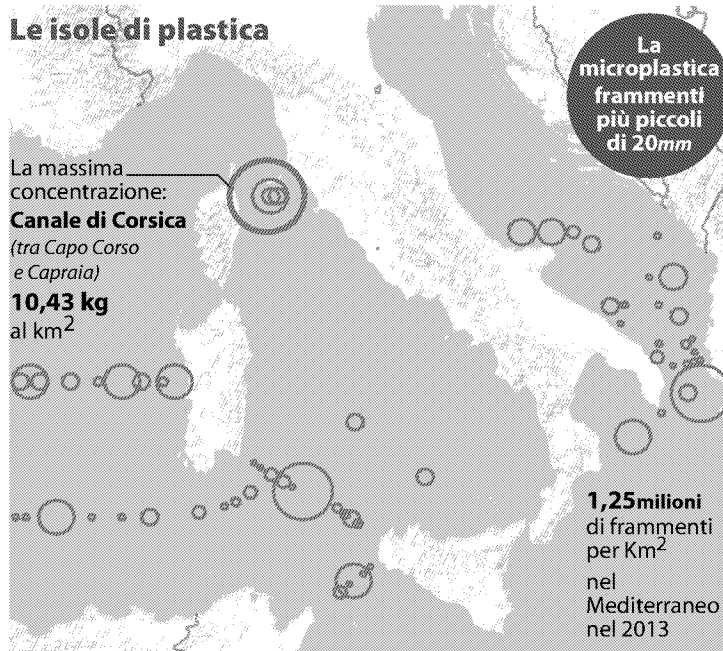 Le isole di plastica
La
microplastica
frammenti
più piccoli
di 20mm
La massima
concentrazione:
Canale di Corsica
(tra Capo Corso
e Capraia)
10,43 kg
al km²
1,25milioni
di frammenti
per Km²
nel
Mediterraneo
nel 2013